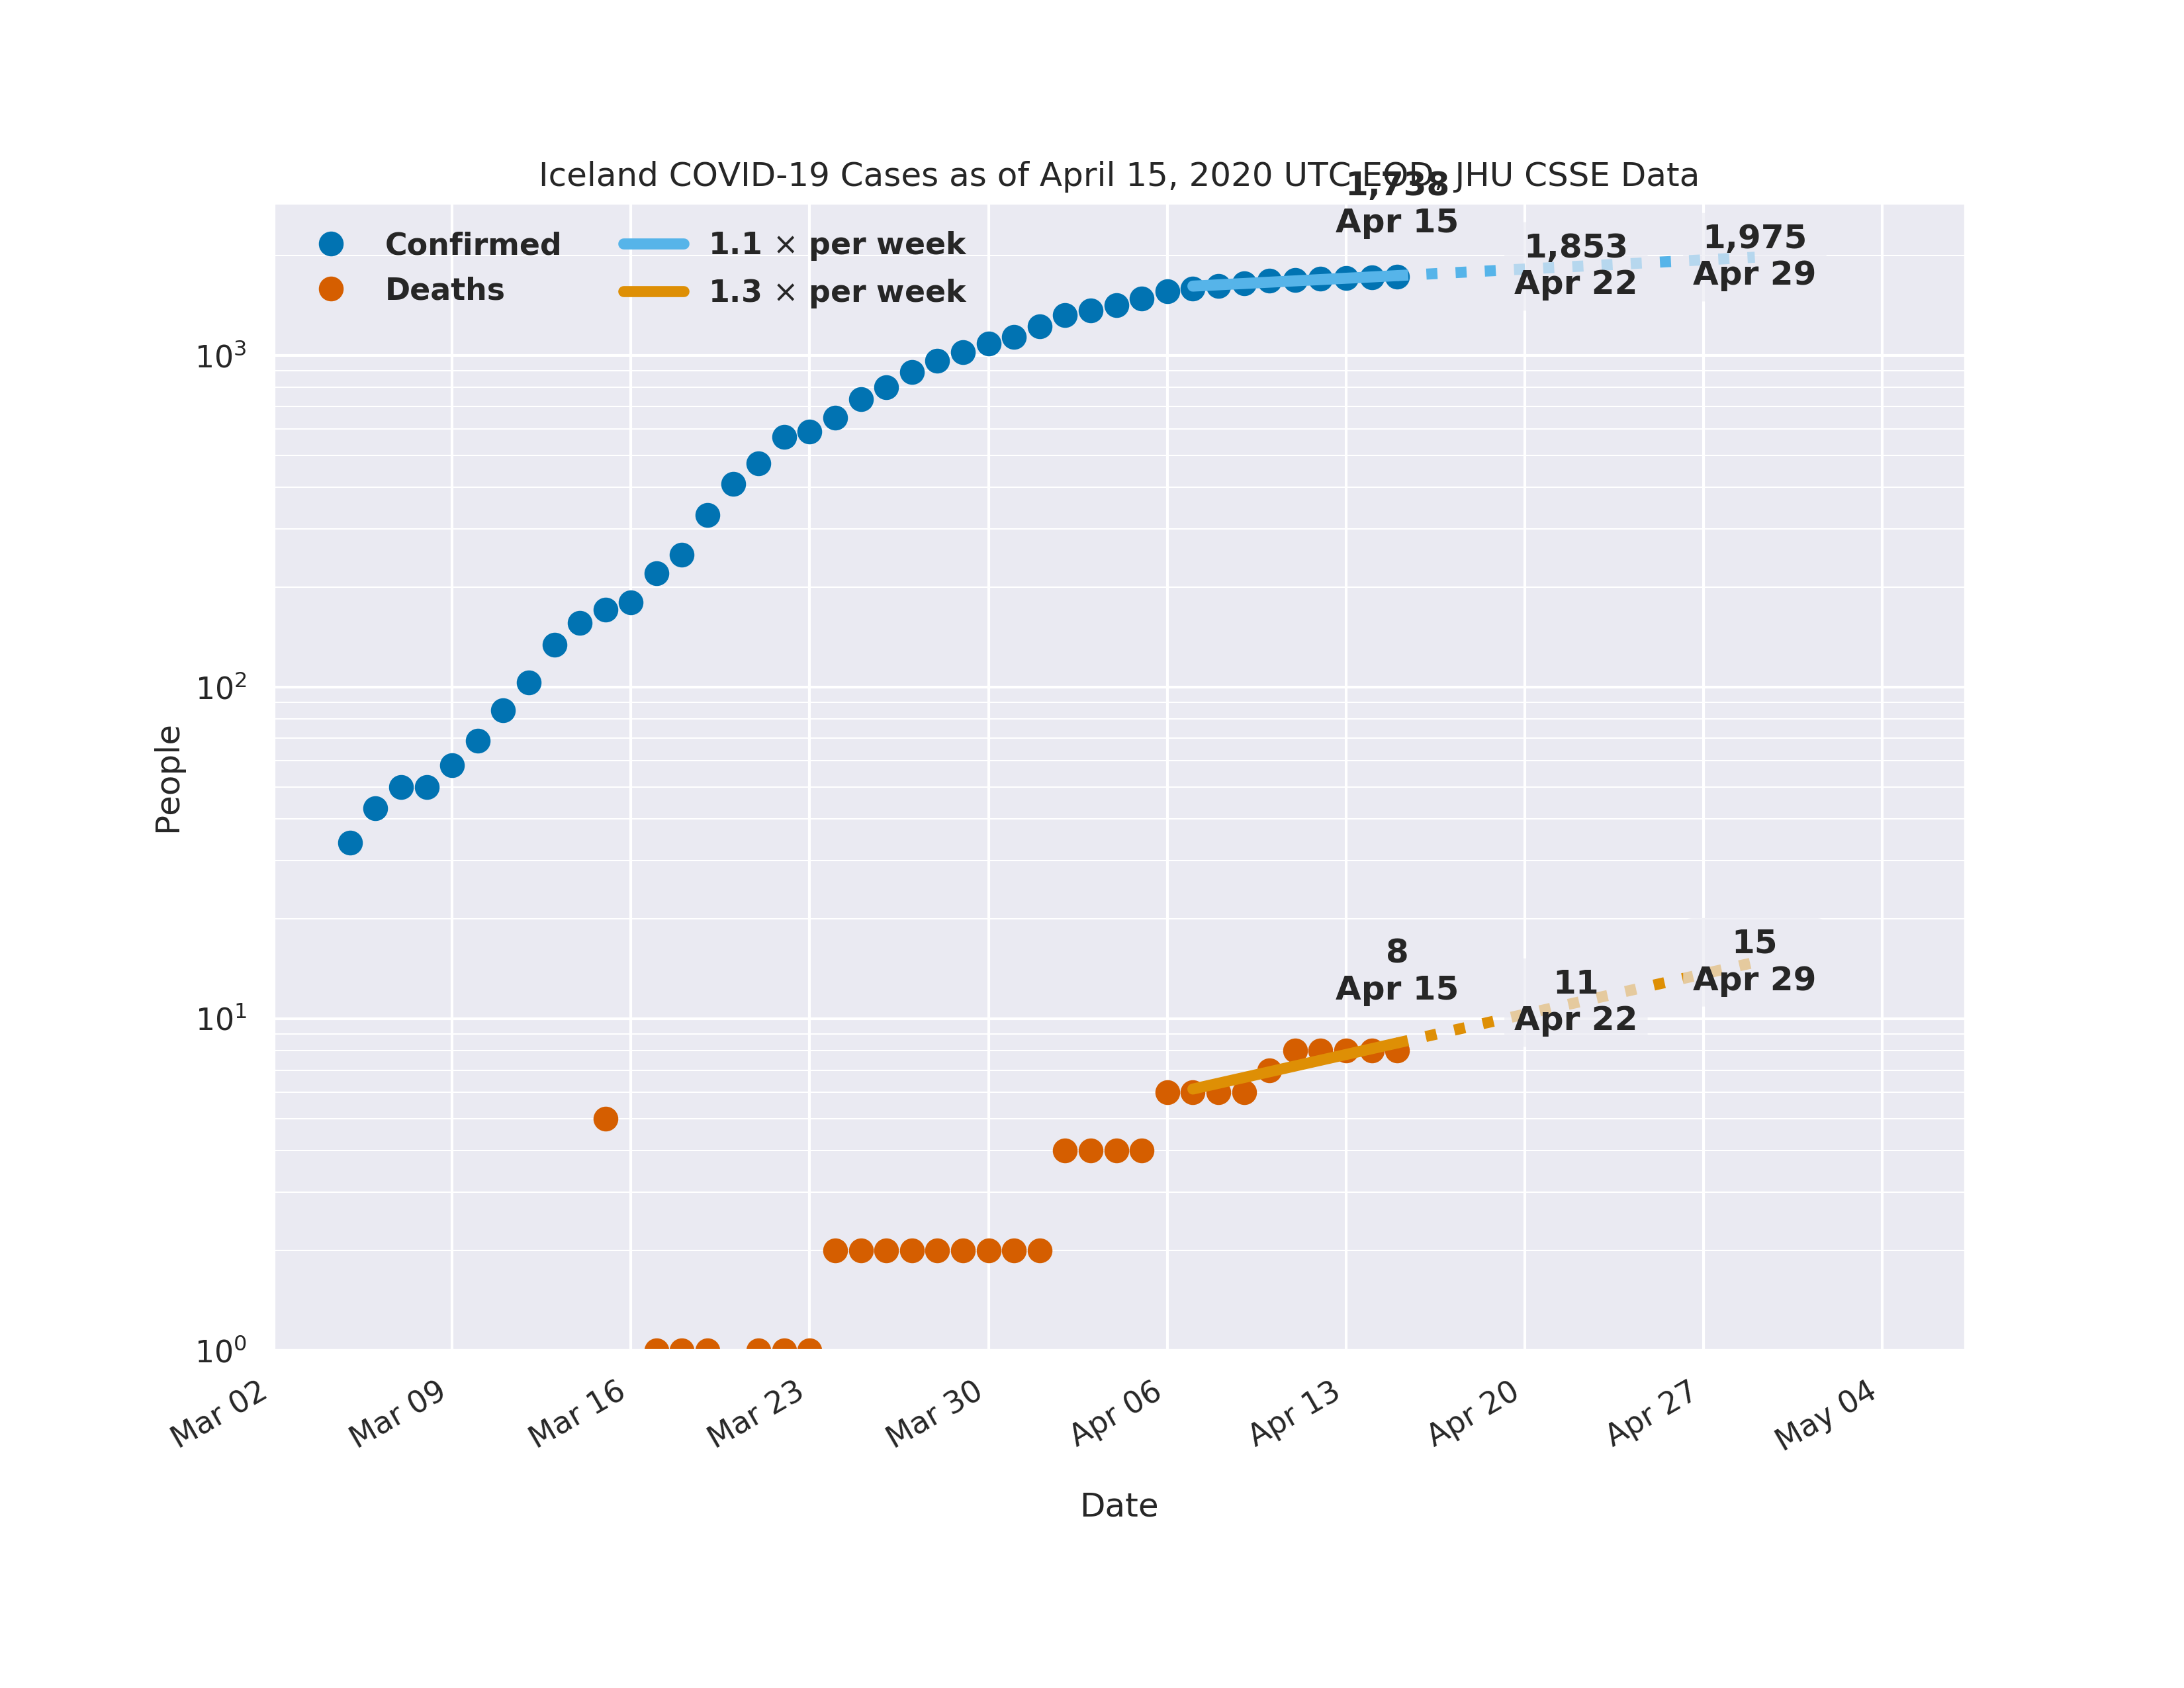 Iceland COVID-19 Cases as of April 15, 2020 UTC EOD, JHU CSSE Data
1,738
Apr 15
1,853
Apr 22
1,975
Apr 29
Confirmed
Deaths
1.1 × per week
1.3 × per week
People
10³
10²
10¹
10⁰
8
Apr 15
11
Apr 22
15
Apr 29
Mar 02
Mar 09
Mar 16
Mar 23
Mar 30
Apr 06
Apr 13
Apr 20
Apr 27
May 04
Date